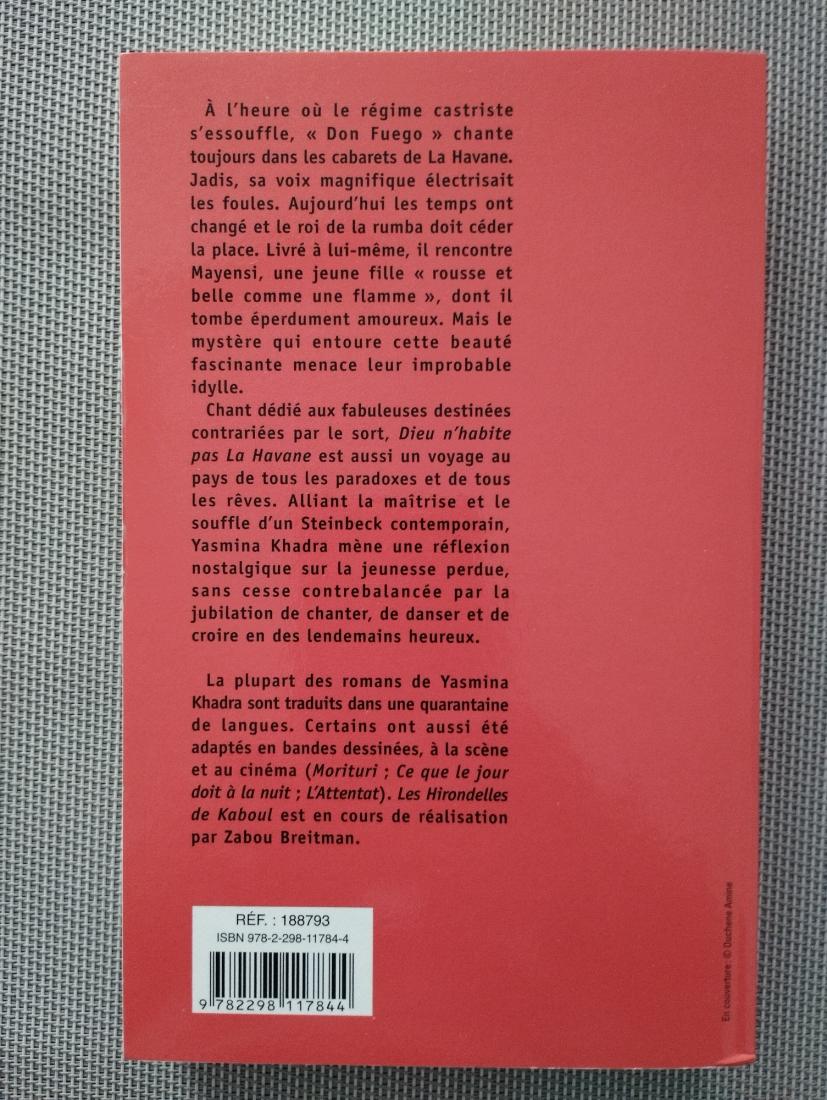 À l'heure où le régime castriste
s'essouffle, « Don Fuego » chante
toujours dans les cabarets de La Havane.
Jadis, sa voix magnifique électrisait
les foules. Aujourd'hui les temps ont
changé et le roi de la rumba doit céder
la place. Livré à lui-même, il rencontre
Mayensi, une jeune fille « rousse et
belle comme une flamme », dont il
tombe éperdument amoureux. Mais le
mystère qui entoure cette beauté
fascinante menace leur improbable
idylle.
Chant dédié aux fabuleuses destinées
contrariées par le sort, Dieu n'habite
pas La Havane est aussi un voyage au
pays de tous les paradoxes et de tous
les rêves. Alliant la maîtrise et le
souffle d'un Steinbeck contemporain,
Yasmina Khadra mène une réflexion
nostalgique sur la jeunesse perdue,
sans cesse contrebalancée par la
jubilation de chanter, de danser et de
croire en des lendemains heureux.
La plupart des romans de Yasmina
Khadra sont traduits dans une quarantaine
de langues. Certains ont aussi été
adaptés en bandes dessinées, à la scène
et au cinéma (Morituri ; Ce que le jour
doit à la nuit ; L'Attentat). Les Hirondelles
de Kaboul est en cours de réalisation
par Zabou Breitman.
RÉF. : 188793
ISBN 978-2-298-11784-4
9 782298 117844
En couverture : © Duchene Amine